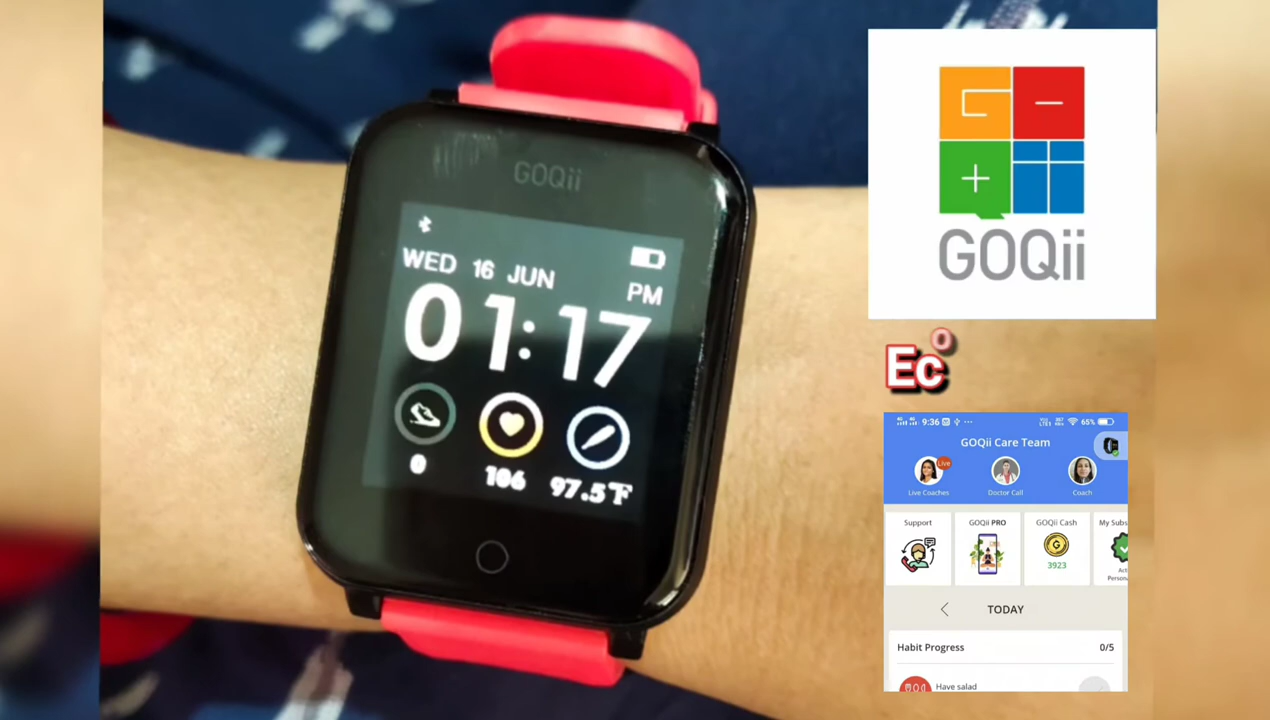 GOQii
WED 16 JUN
PM
01:17
0
106
97.5°F
G
GOQii
Ec
o
9:36
65%
GOQii Care Team
Live
Live Coaches
Doctor Call
Coach
Support
GOQii PRO
GOQii Cash
My Subs
G
3923
TODAY
Habit Progress
0/5
Have salad